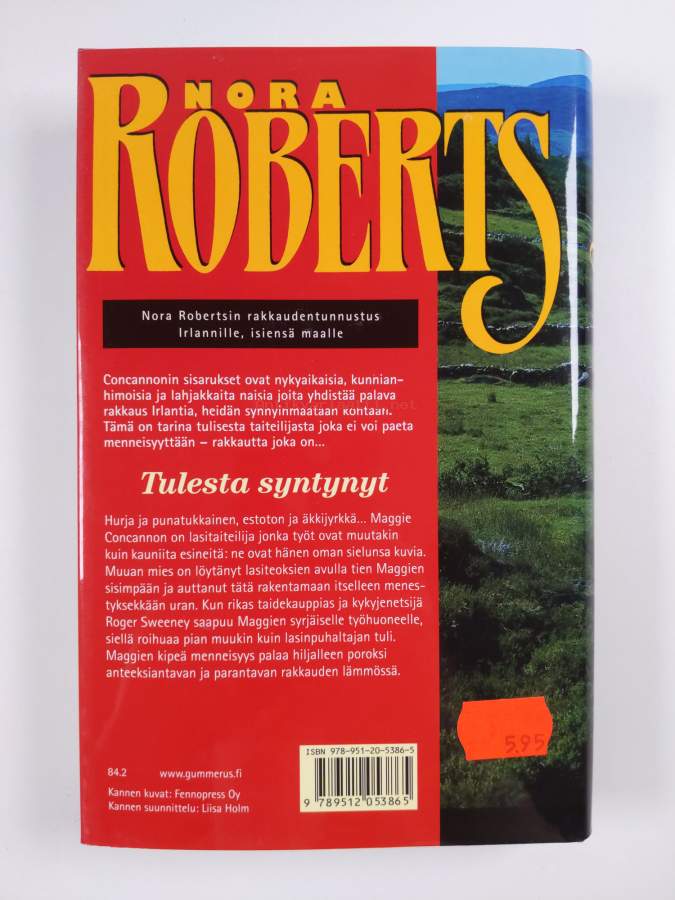 NORA
ROBERTS
Nora Robertsin rakkaudentunnustus
Irlannille, isiensä maalle
Concannonin sisarukset ovat nykyaikaisia, kunnian-
himoisia ja lahjakkaita naisia joita yhdistää palava
rakkaus Irlantia, heidän synnyinmaataan kohtaan.
Tämä on tarina tulisesta taiteilijasta joka ei voi paeta
menneisyyttään – rakkautta joka on...
Tulesta syntynyt
Hurja ja punatukkainen, estoton ja äkkijyrkkä... Maggie
Concannon on lasitaiteilija jonka työt ovat muutakin
kuin kauniita esineitä: ne ovat hänen oman sielunsa kuvia.
Muuan mies on löytänyt lasiteoksien avulla tien Maggien
sisimpään ja auttanut tätä rakentamaan itselleen menes-
tyksekkään uran. Kun rikas taidekauppias ja kykyjenetsijä
Roger Sweeney saapuu Maggien syrjäiselle työhuoneelle,
siellä roihuaa pian muukin kuin lasinpuhaltajan tuli.
Maggien kipeä menneisyys palaa hiljalleen poroksi
anteeksiantavan ja parantavan rakkauden lämmössä.
5.95
ISBN 978-951-20-5386-5
84.2 www.gummerus.fi
Kannen kuvat: Fennopress Oy
Kannen suunnittelu: Liisa Holm
9 789512 053865